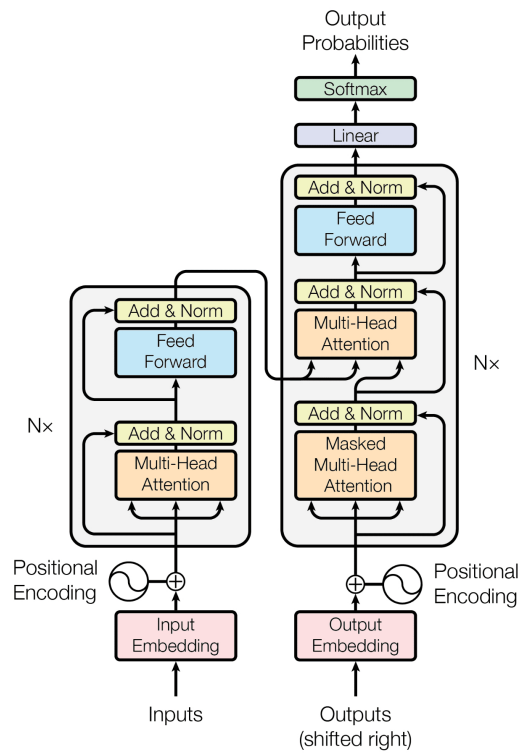 Output
Probabilities
Softmax
Linear
Add & Norm
Feed
Forward
Add & Norm
Multi-Head
Attention
Add & Norm
Masked
Multi-Head
Attention
N×
Add & Norm
Feed
Forward
Add & Norm
Multi-Head
Attention
N×
Positional
Encoding
Positional
Encoding
Input
Embedding
Output
Embedding
Inputs
Outputs
(shifted right)